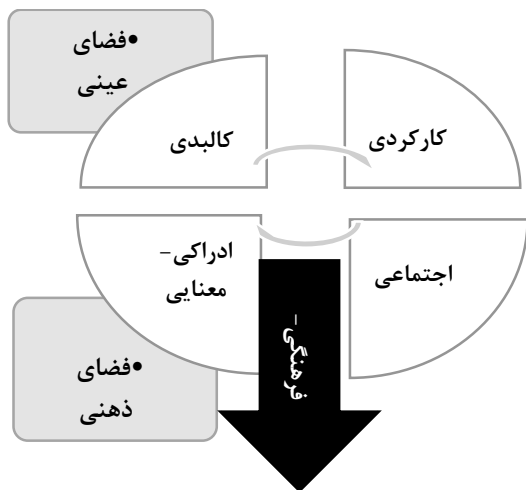 •فضای
عینی
کالبدی
کارکردی
ادراکی–
معنایی
اجتماعی
فرهنگی–
•فضای
ذهنی